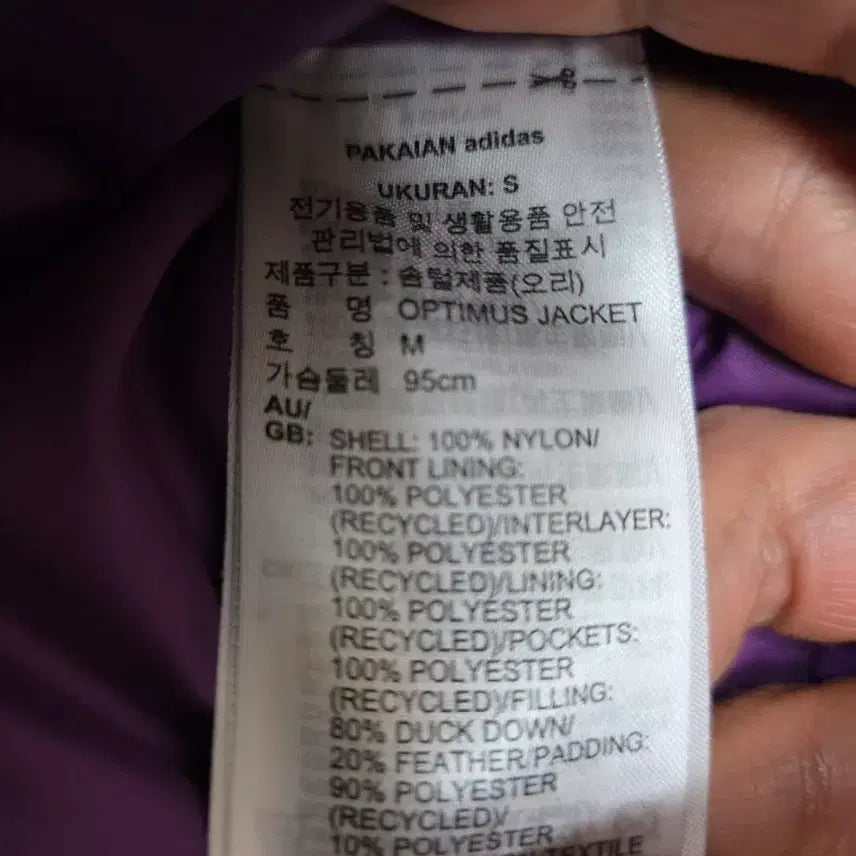 PAKAIAN adidas
UKURAN: S
전기용품 및 생활용품 안전
관리법에 의한 품질표시
제품구분 : 솜털제품(오리)
품 명 OPTIMUS JACKET
호 칭 M
가슴둘레 95cm
AU/
GB: SHELL: 100% NYLON/
FRONT LINING:
100% POLYESTER
(RECYCLED)/INTERLAYER:
100% POLYESTER
(RECYCLED)/LINING:
100% POLYESTER
(RECYCLED)/POCKETS:
100% POLYESTER
(RECYCLED)/FILLING:
80% DUCK DOWN/
20% FEATHER/PADDING:
90% POLYESTER
(RECYCLED)/
10% POLYESTER
TEXTILE